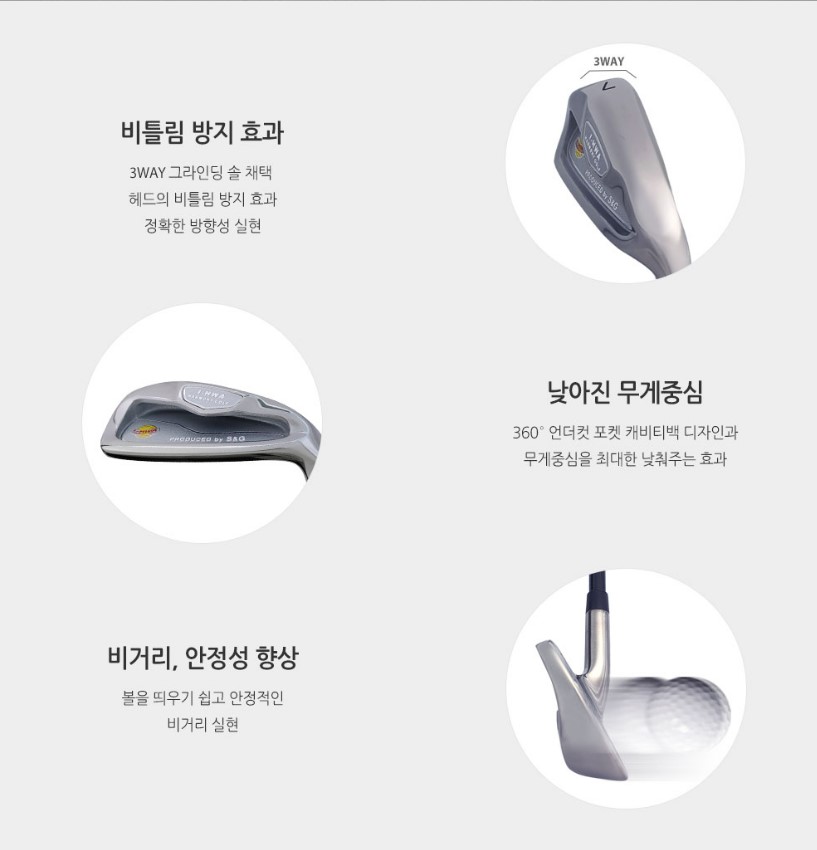 3WAY
7
비틀림 방지 효과
3WAY 그라인딩 솔 채택
헤드의 비틀림 방지 효과
정확한 방향성 실현
PRODUCED by S&G
낮아진 무게중심
360° 언더컷 포켓 캐비티백 디자인과
무게중심을 최대한 낮춰주는 효과
PRODUCED by S&G
비거리, 안정성 향상
볼을 띄우기 쉽고 안정적인
비거리 실현